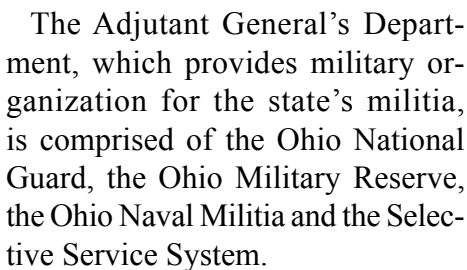 The Adjutant General’s Depart-
ment, which provides military or-
ganization for the state’s militia,
is comprised of the Ohio National
Guard, the Ohio Military Reserve,
the Ohio Naval Militia and the Selec-
tive Service System.